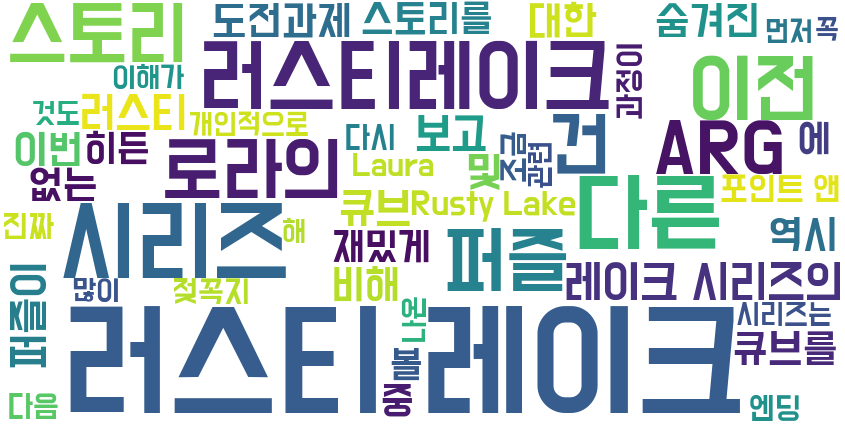 스토리
도전과제
스토리를
대한
숨겨진
먼저
꼭
이해가
러스티레이크
과정이
이전
것도
러스티
개인적으로
다시
보고
조금
관련
건
ARG
에
이번
히든
로라의
Laura
및
없는
큐브
Rusty Lake
다른
포인트 앤
진짜
시리즈
해
재밌게
퍼즐
역시
퍼즐이
많이
젖꼭지
비해
레이크 시리즈의
나온
시리즈는
러스티 레이크
볼
큐브를
다음
중
엔딩